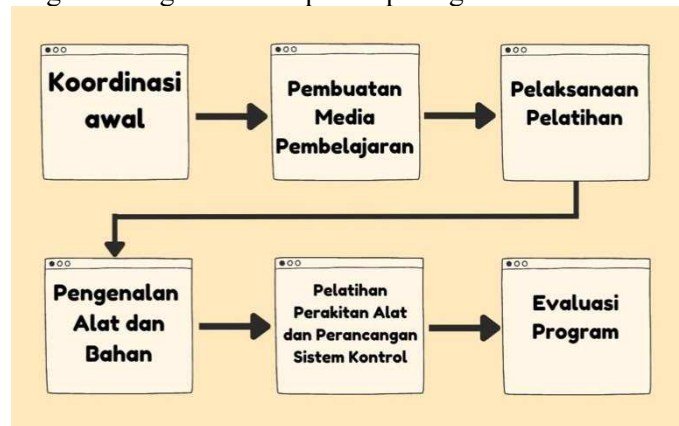 Koordinasi
awal
Pembuatan
Media
Pembelajaran
Pelaksanaan
Pelatihan
Pengenalan
Alat dan
Bahan
Pelatihan
Perakitan Alat
dan Perancangan
Sistem Kontrol
Evaluasi
Program